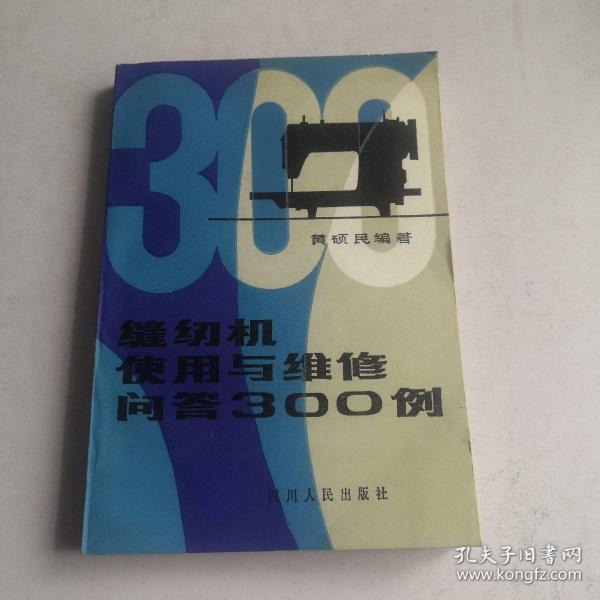 300
黄硕民编著
缝纫机
使用与维修
问答300例
四川人民出版社
孔夫子旧书网
www.kongfz.com